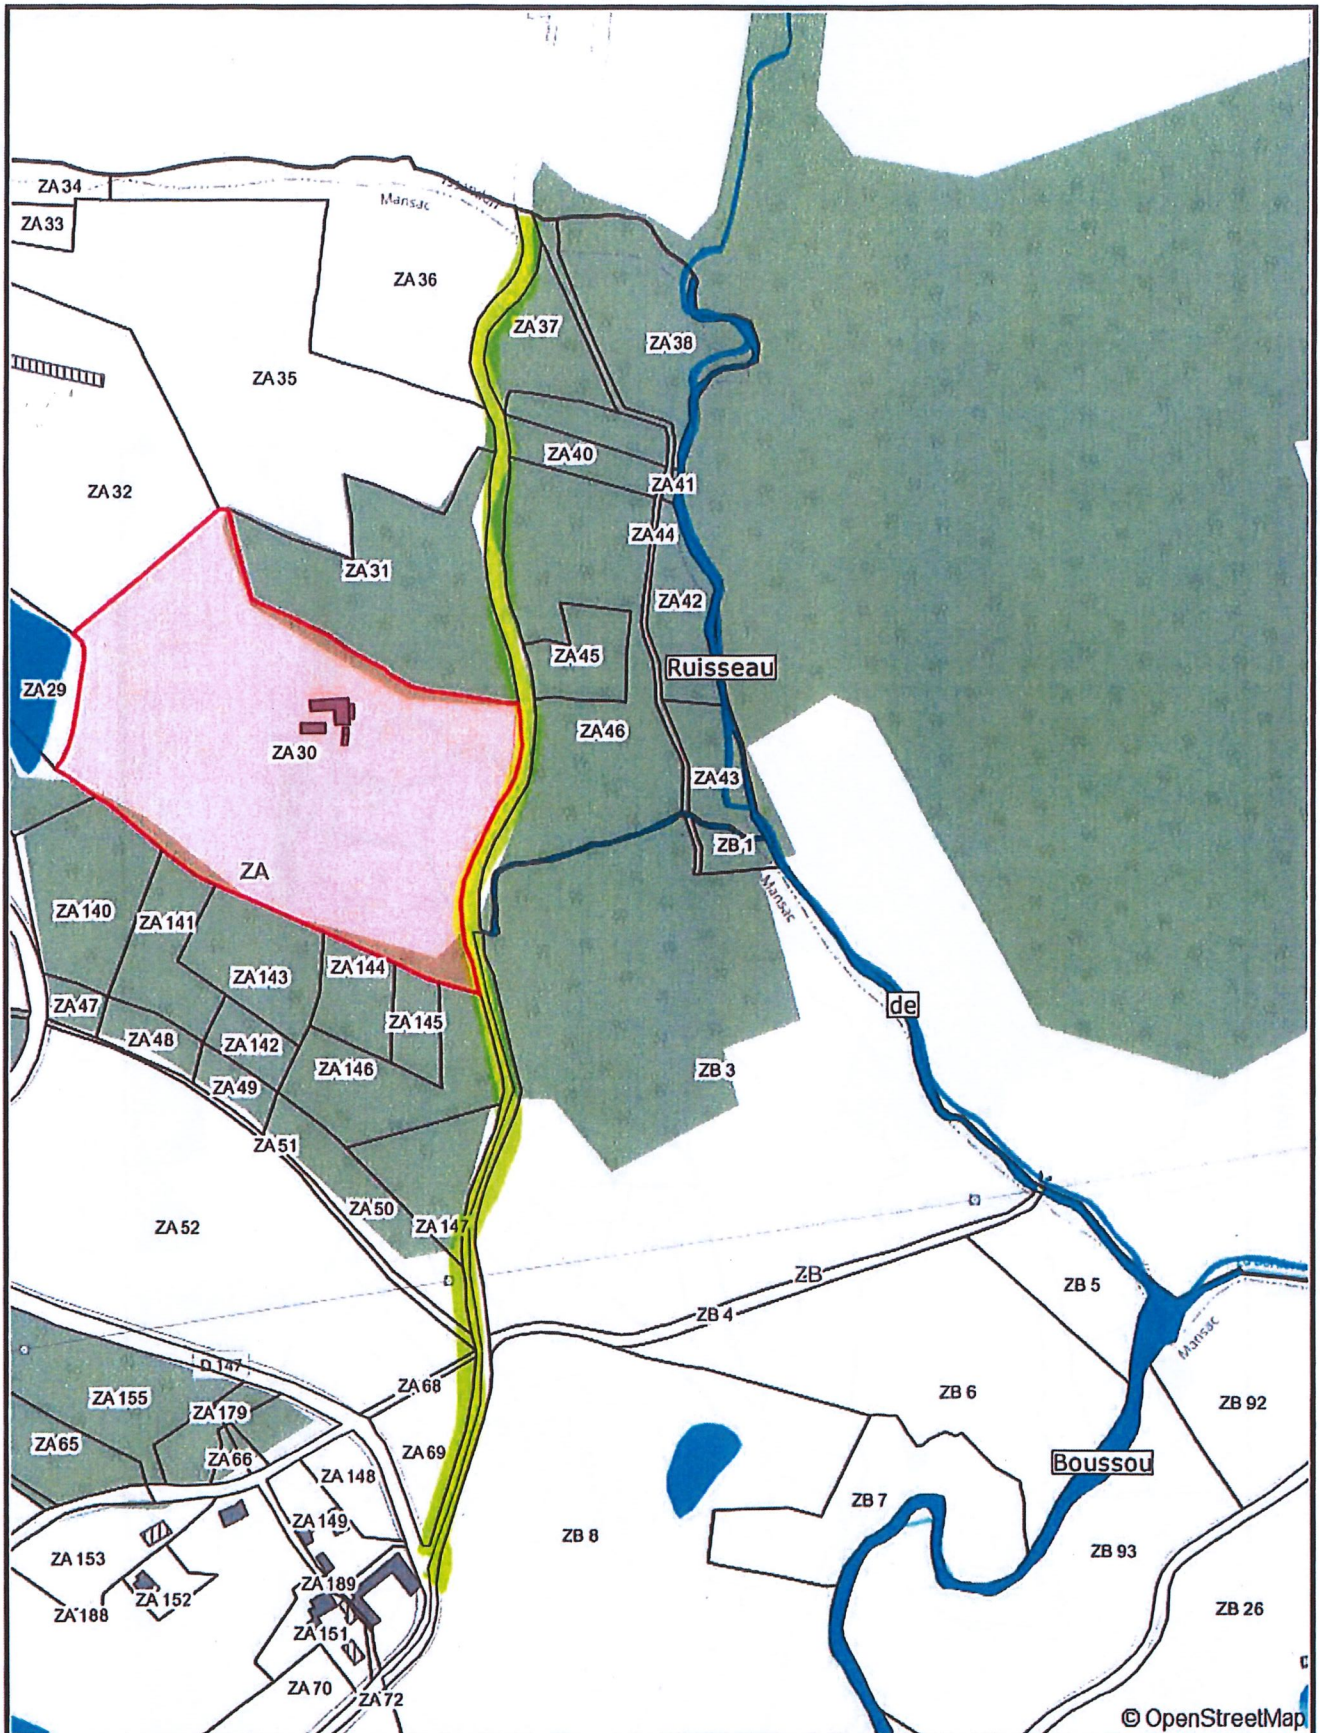 ZA 34
Mansac
ZA 33
ZA 36
ZA 37
ZA 38
ZA 35
ZA 40
ZA 41
ZA 32
ZA 44
ZA 31
ZA 42
ZA 45
Ruisseau
ZA 29
ZA 46
ZA 30
ZA 43
ZB 1
ZA
Mansac
ZA 140
ZA 141
ZA 144
ZA 143
de
ZA 47
ZA 145
ZA 48
ZA 142
ZA 146
ZB 3
ZA 49
ZA 51
ZA 50
ZA 52
ZA 147
ZB
ZB 5
ZB 4
Mansac
D 147
ZA 68
ZB 6
ZA 155
ZB 92
ZA 179
ZA 65
ZA 66
ZA 69
Boussou
ZA 148
ZB 7
ZA 149
ZB 8
ZB 93
ZA 153
ZA 189
ZA 152
ZA 188
ZB 26
ZA 151
ZA 70
ZA 72
© OpenStreetMap